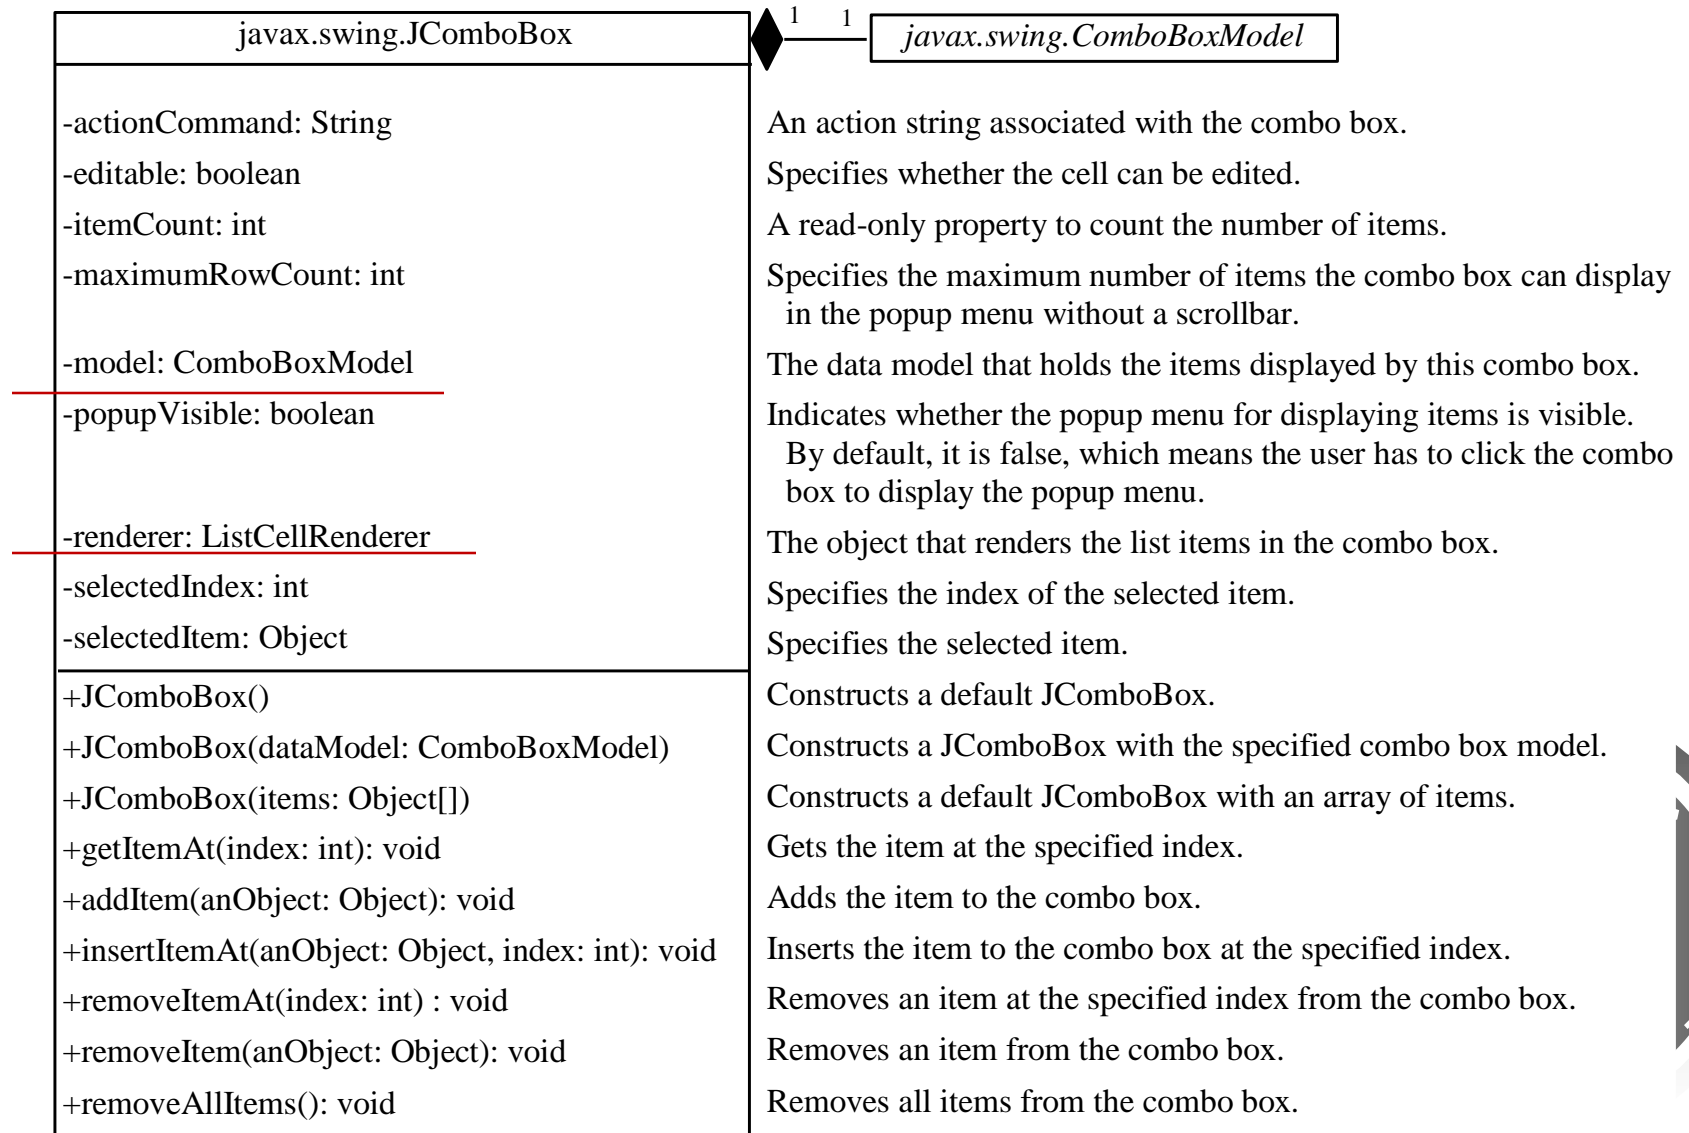 javax.swing.JComboBox
1
1
javax.swing.ComboBoxModel
-actionCommand: String
An action string associated with the combo box.
-editable: boolean
Specifies whether the cell can be edited.
-itemCount: int
A read-only property to count the number of items.
-maximumRowCount: int
Specifies the maximum number of items the combo box can display
in the popup menu without a scrollbar.
-model: ComboBoxModel
The data model that holds the items displayed by this combo box.
-popupVisible: boolean
Indicates whether the popup menu for displaying items is visible.
By default, it is false, which means the user has to click the combo
box to display the popup menu.
-renderer: ListCellRenderer
The object that renders the list items in the combo box.
-selectedIndex: int
Specifies the index of the selected item.
-selectedItem: Object
Specifies the selected item.
+JComboBox()
Constructs a default JComboBox.
+JComboBox(dataModel: ComboBoxModel)
Constructs a JComboBox with the specified combo box model.
+JComboBox(items: Object[])
Constructs a default JComboBox with an array of items.
+getItemAt(index: int): void
Gets the item at the specified index.
+addItem(anObject: Object): void
Adds the item to the combo box.
+insertItemAt(anObject: Object, index: int): void
Inserts the item to the combo box at the specified index.
+removeItemAt(index: int) : void
Removes an item at the specified index from the combo box.
+removeItem(anObject: Object): void
Removes an item from the combo box.
+removeAllItems(): void
Removes all items from the combo box.